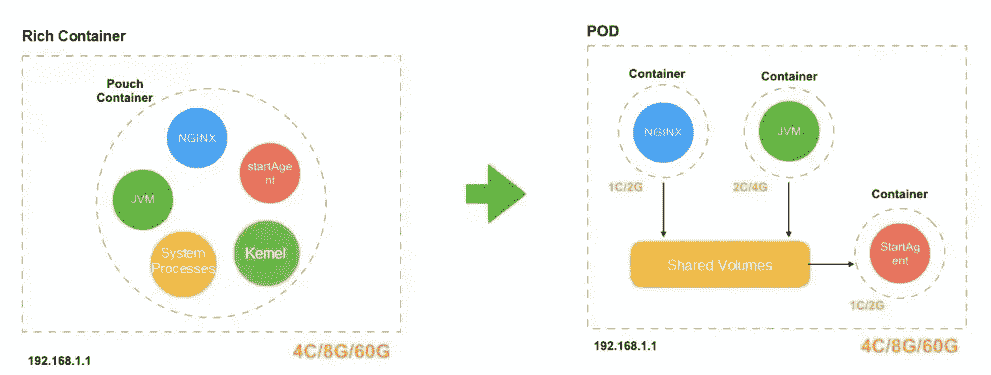 Rich Container
Pouch
Container
NGINX
startAge
nt
JVM
System
Processes
Kernel
192.168.1.1
4C/8G/60G
POD
Container
Container
NGINX
JVM
1C/2G
2C/4G
Container
Shared Volumes
StartAg
ent
1C/2G
192.168.1.1
4C/8G/60G